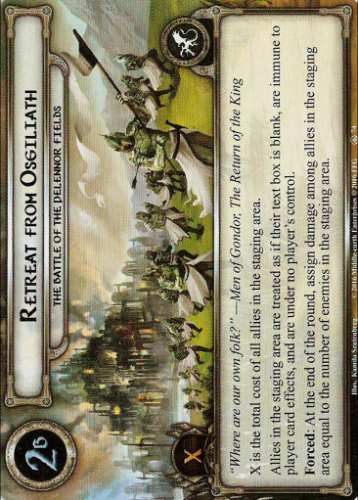 2B
RETREAT FROM OSGILIATH
THE BATTLE OF THE PELENNOR FIELDS
X
“Where are our own folk?” —Men of Gondor, The Return of the King
X is the total cost of all allies in the staging area.
Allies in the staging area are treated as if their text box is blank, are immune to
player card effects, and are under no player’s control.
Forced: At the end of the round, assign damage among allies in the staging
area equal to the number of enemies in the staging area.
Illus. Kamila Szutenberg © 2016 Middle-earth Enterprises @ 2006 FFG 74